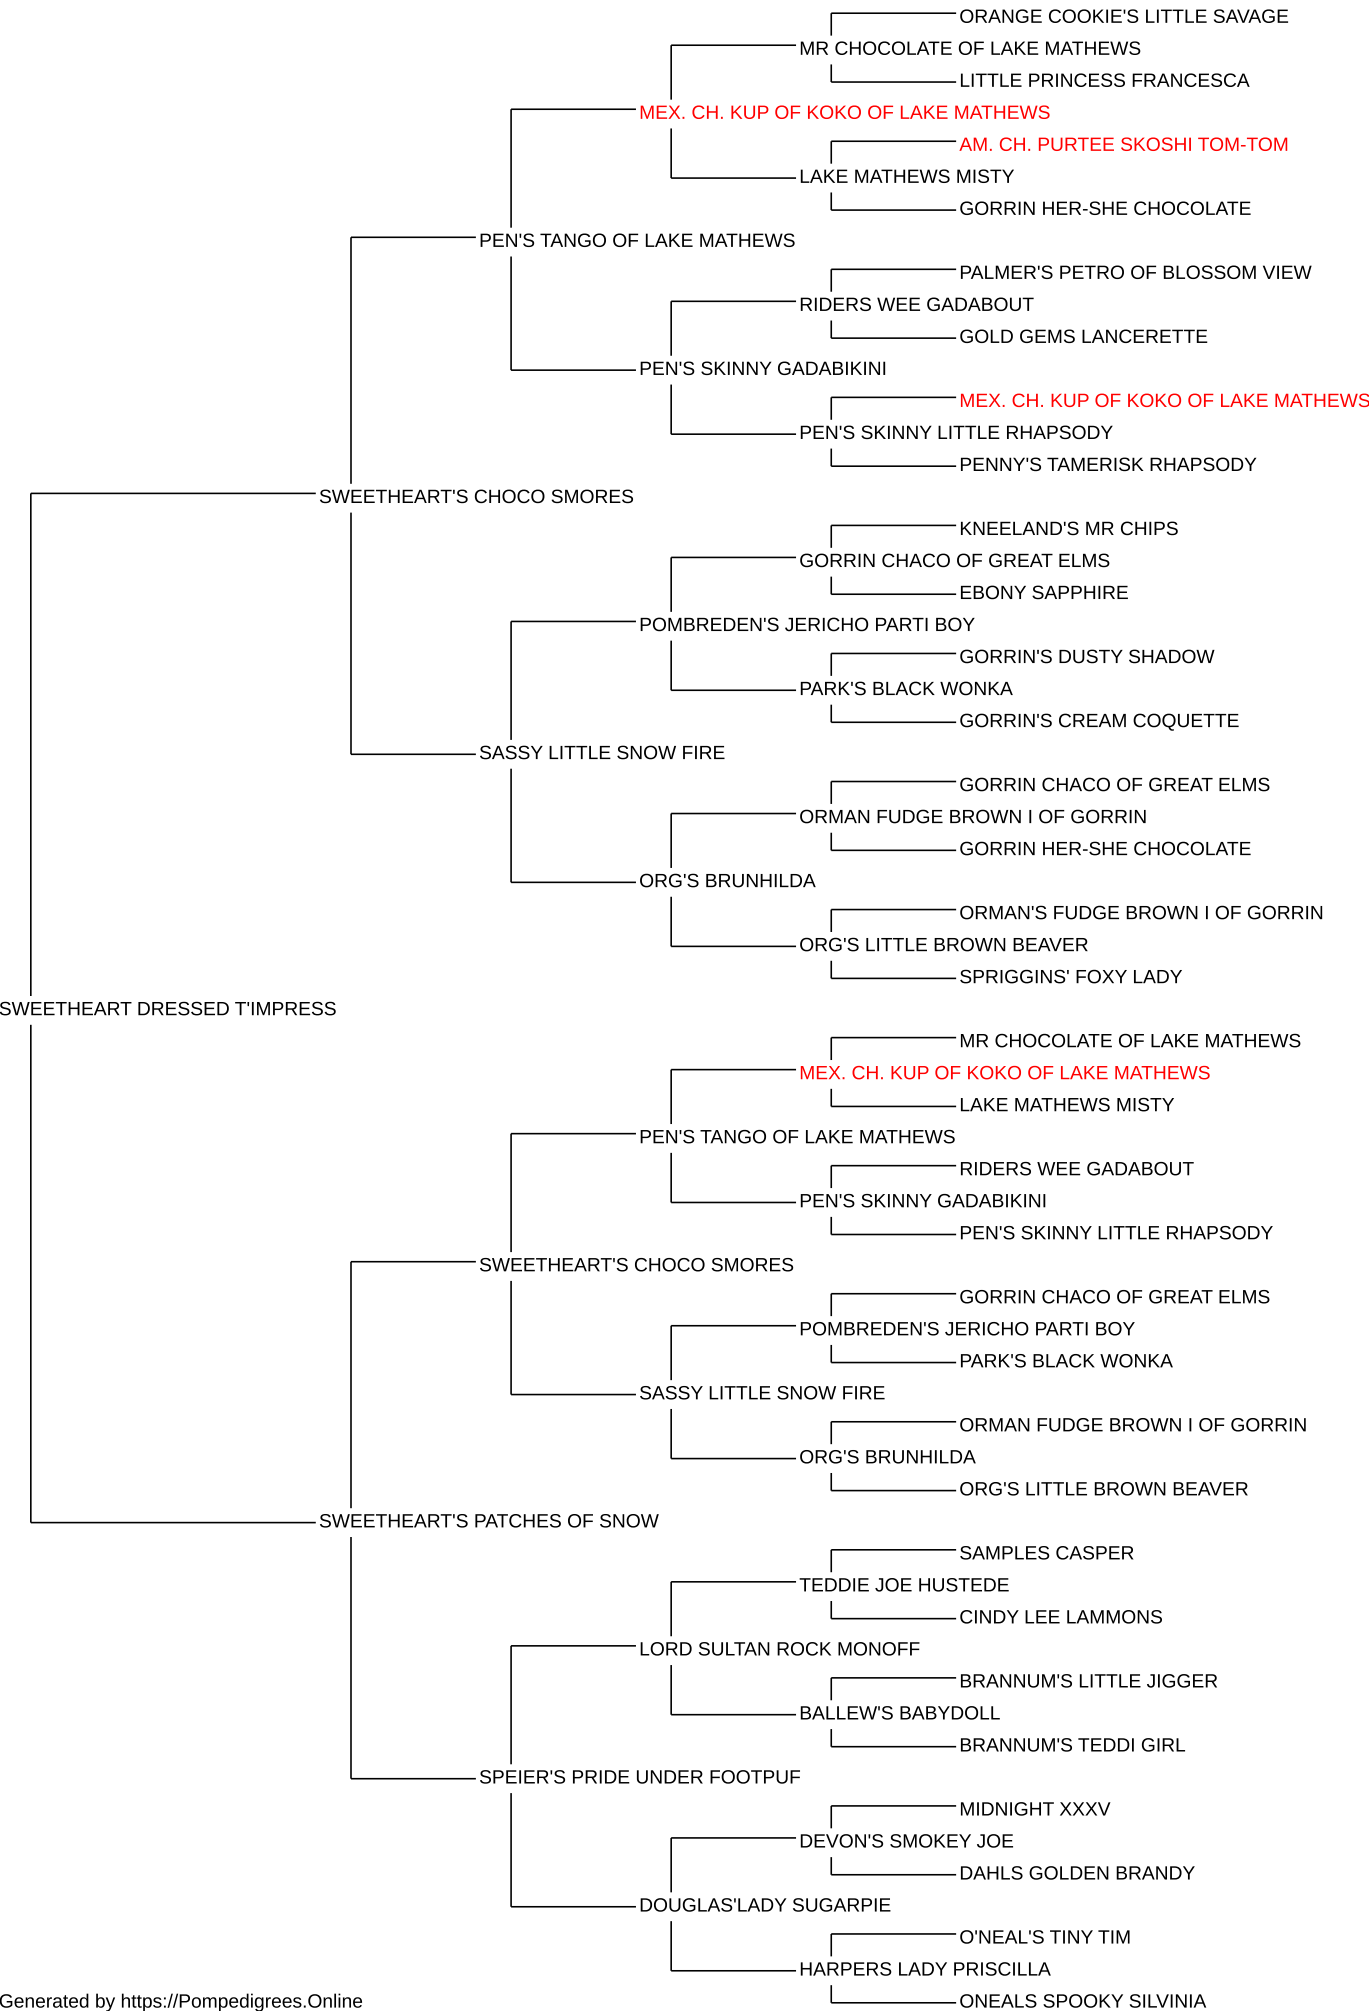 ORANGE COOKIE'S LITTLE SAVAGE
MR CHOCOLATE OF LAKE MATHEWS
LITTLE PRINCESS FRANCESCA
MEX. CH. KUP OF KOKO OF LAKE MATHEWS
AM. CH. PURTEE SKOSHI TOM-TOM
LAKE MATHEWS MISTY
GORRIN HER-SHE CHOCOLATE
PEN'S TANGO OF LAKE MATHEWS
PALMER'S PETRO OF BLOSSOM VIEW
RIDERS WEE GADABOUT
GOLD GEMS LANCERETTE
PEN'S SKINNY GADABIKINI
MEX. CH. KUP OF KOKO OF LAKE MATHEWS
PEN'S SKINNY LITTLE RHAPSODY
PENNY'S TAMERISK RHAPSODY
SWEETHEART'S CHOCO SMORES
KNEELAND'S MR CHIPS
GORRIN CHACO OF GREAT ELMS
EBONY SAPPHIRE
POMBREDEN'S JERICHO PARTI BOY
GORRIN'S DUSTY SHADOW
PARK'S BLACK WONKA
GORRIN'S CREAM COQUETTE
SASSY LITTLE SNOW FIRE
GORRIN CHACO OF GREAT ELMS
ORMAN FUDGE BROWN I OF GORRIN
GORRIN HER-SHE CHOCOLATE
ORG'S BRUNHILDA
ORMAN'S FUDGE BROWN I OF GORRIN
ORG'S LITTLE BROWN BEAVER
SPRIGGINS' FOXY LADY
SWEETHEART DRESSED T'IMPRESS
MR CHOCOLATE OF LAKE MATHEWS
MEX. CH. KUP OF KOKO OF LAKE MATHEWS
LAKE MATHEWS MISTY
PEN'S TANGO OF LAKE MATHEWS
RIDERS WEE GADABOUT
PEN'S SKINNY GADABIKINI
PEN'S SKINNY LITTLE RHAPSODY
SWEETHEART'S CHOCO SMORES
GORRIN CHACO OF GREAT ELMS
POMBREDEN'S JERICHO PARTI BOY
PARK'S BLACK WONKA
SASSY LITTLE SNOW FIRE
ORMAN FUDGE BROWN I OF GORRIN
ORG'S BRUNHILDA
ORG'S LITTLE BROWN BEAVER
SWEETHEART'S PATCHES OF SNOW
SAMPLES CASPER
TEDDIE JOE HUSTEDE
CINDY LEE LAMMONS
LORD SULTAN ROCK MONOFF
BRANNUM'S LITTLE JIGGER
BALLEW'S BABYDOLL
BRANNUM'S TEDDI GIRL
SPEIER'S PRIDE UNDER FOOTPUF
MIDNIGHT XXXV
DEVON'S SMOKEY JOE
DAHLS GOLDEN BRANDY
DOUGLAS'LADY SUGARPIE
O'NEAL'S TINY TIM
HARPERS LADY PRISCILLA
ONEALS SPOOKY SILVINIA
Generated by https://Pompedigrees.Online